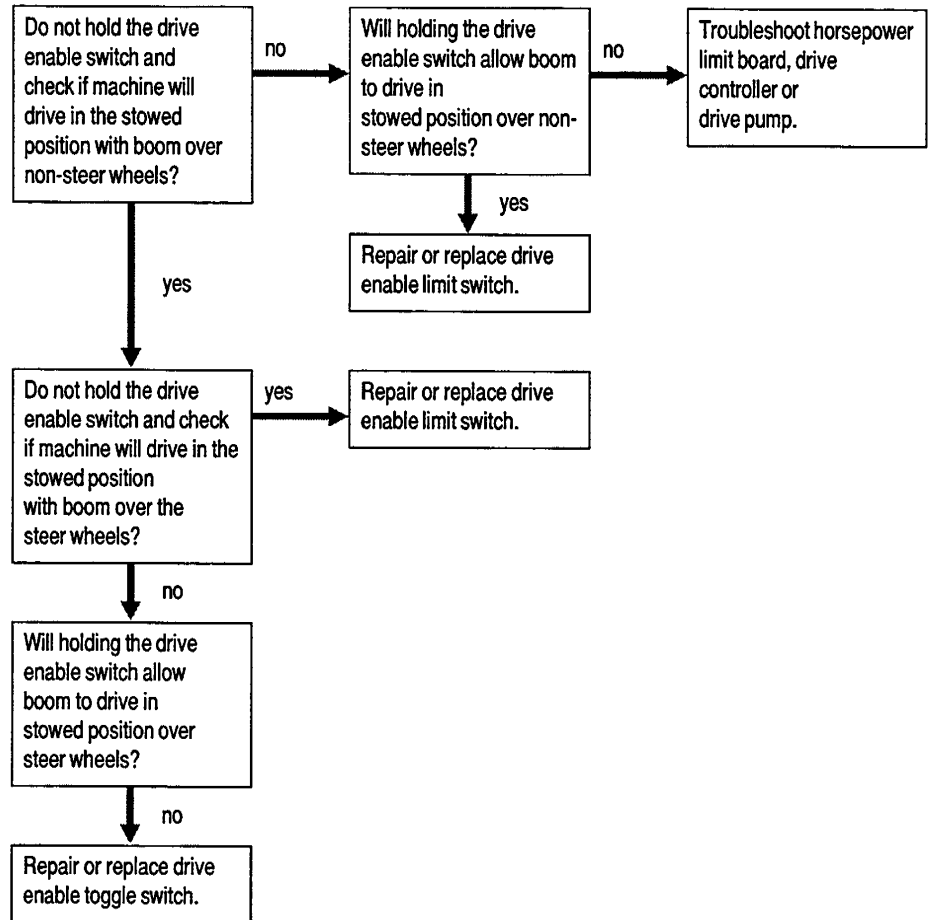 Do not hold the drive
enable switch and
check if machine will
drive in the stowed
position with boom over
non-steer wheels?
no
Will holding the drive
enable switch allow boom
to drive in
stowed position over non-
steer wheels?
no
Troubleshoot horsepower
limit board, drive
controller or
drive pump.
yes
Repair or replace drive
enable limit switch.
yes
Do not hold the drive
enable switch and check
if machine will drive in the
stowed position
with boom over the
steer wheels?
yes
Repair or replace drive
enable limit switch.
no
Will holding the drive
enable switch allow
boom to drive in
stowed position over
steer wheels?
no
Repair or replace drive
enable toggle switch.